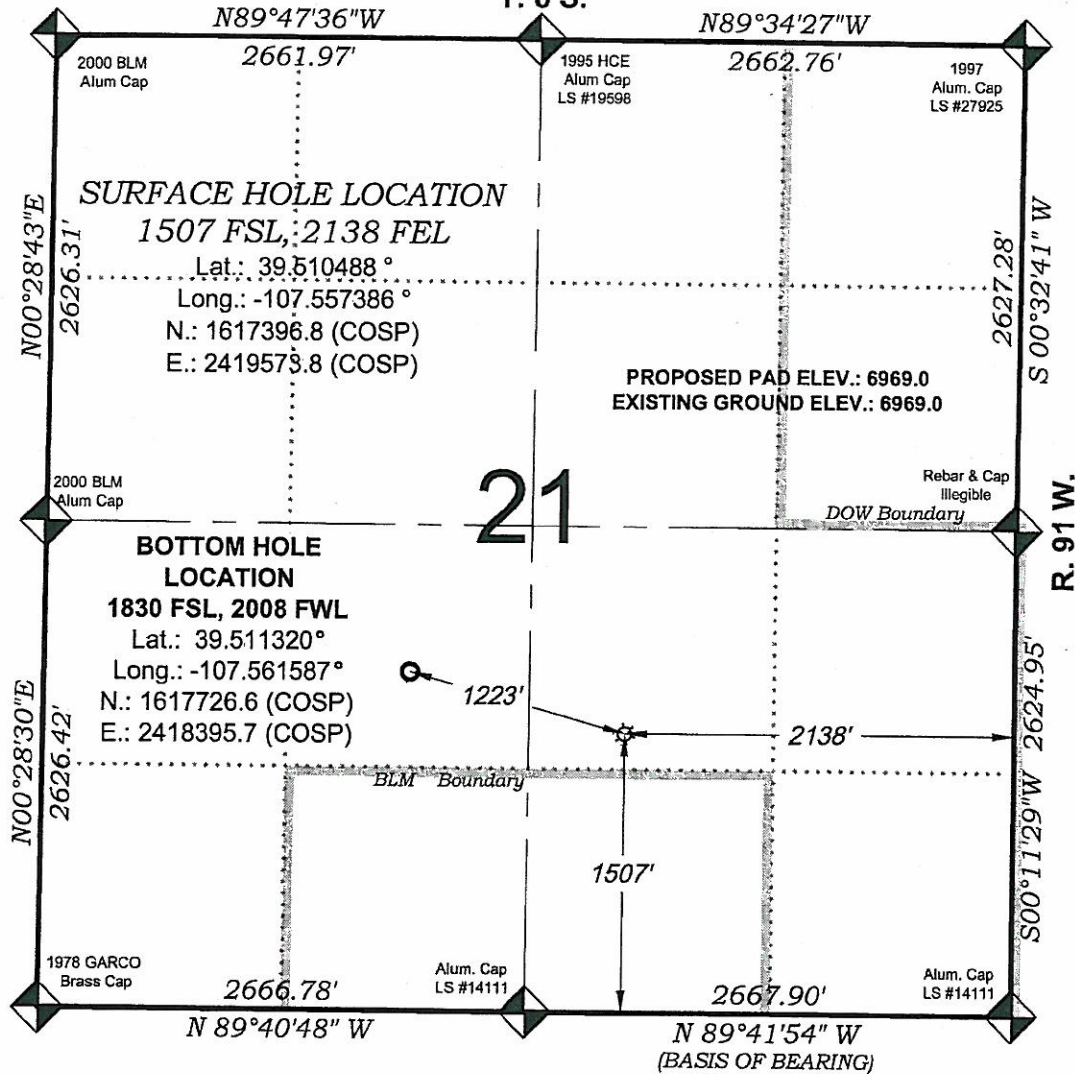 N89°47'36"W
N89°34'27"W
2661.97'
2662.76'
2000 BLM
Alum Cap
1995 HCE
Alum Cap
LS #19598
1997
Alum. Cap
LS #27925
SURFACE HOLE LOCATION
1507 FSL, 2138 FEL
Lat.: 39.510488 °
Long.: -107.557386 °
N.: 1617396.8 (COSP)
E.: 2419573.8 (COSP)
N00°28'43"E
2626.31'
2627.28'
S 00°32'41" W
PROPOSED PAD ELEV.: 6969.0
EXISTING GROUND ELEV.: 6969.0
2000 BLM
Alum Cap
21
Rebar & Cap
Illegible
DOW Boundary
R. 91 W.
BOTTOM HOLE
LOCATION
1830 FSL, 2008 FWL
Lat.: 39.511320°
Long.: -107.561587°
N.: 1617726.6 (COSP)
E.: 2418395.7 (COSP)
N00°28'30"E
2626.42'
1223'
2138'
2624.95'
S00°11'29"W
BLM Boundary
1507'
1978 GARCO
Brass Cap
Alum. Cap
LS #14111
Alum. Cap
LS #14111
2666.78'
2667.90'
N 89°40'48" W
N 89°41'54" W
(BASIS OF BEARING)